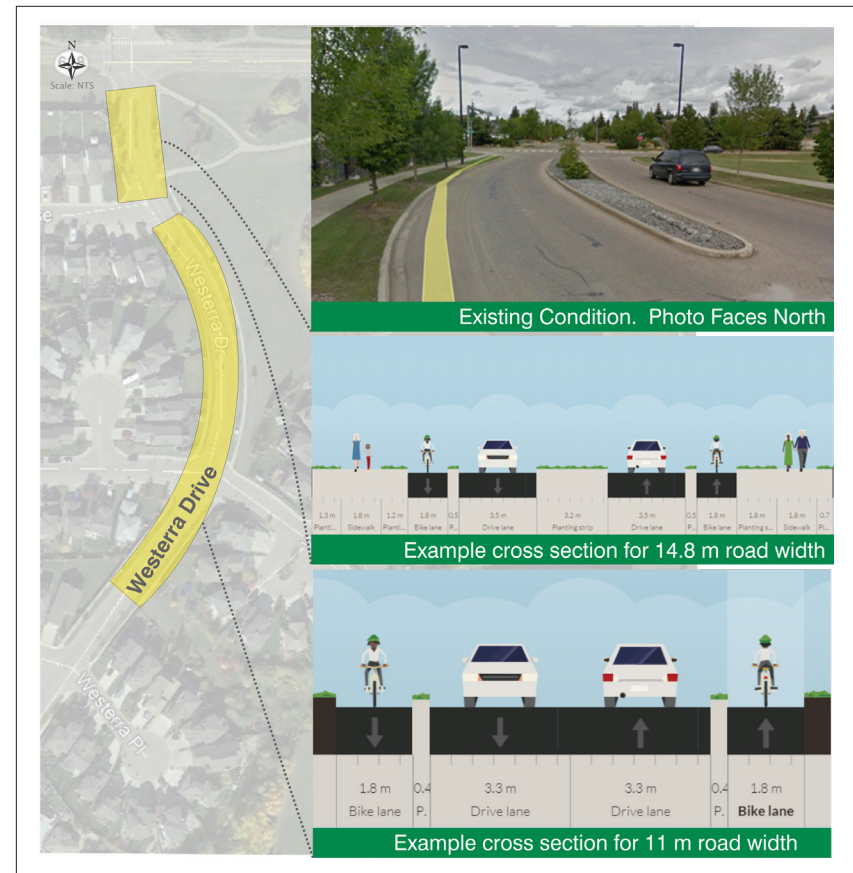 N
Scale: NTS
Westerra Dr.
Westerra Drive
Westerra Pl.
Existing Condition. Photo Faces North
1.3 m 1.8 m 1.2 m 1.8 m 0.5 3.5 m 3.2 m 3.5 m 0.5 1.8 m 1.8 m 1.8 m 0.7
Planti... Sidewalk Planti... Bike lane P... Drive lane Planting strip Drive lane P.. Bike lane Planting s... Sidewalk Pl...
Example cross section for 14.8 m road width
1.8 m 0.4 3.3 m 3.3 m 0.4 1.8 m
Bike lane P. Drive lane Drive lane P. Bike lane
Example cross section for 11 m road width